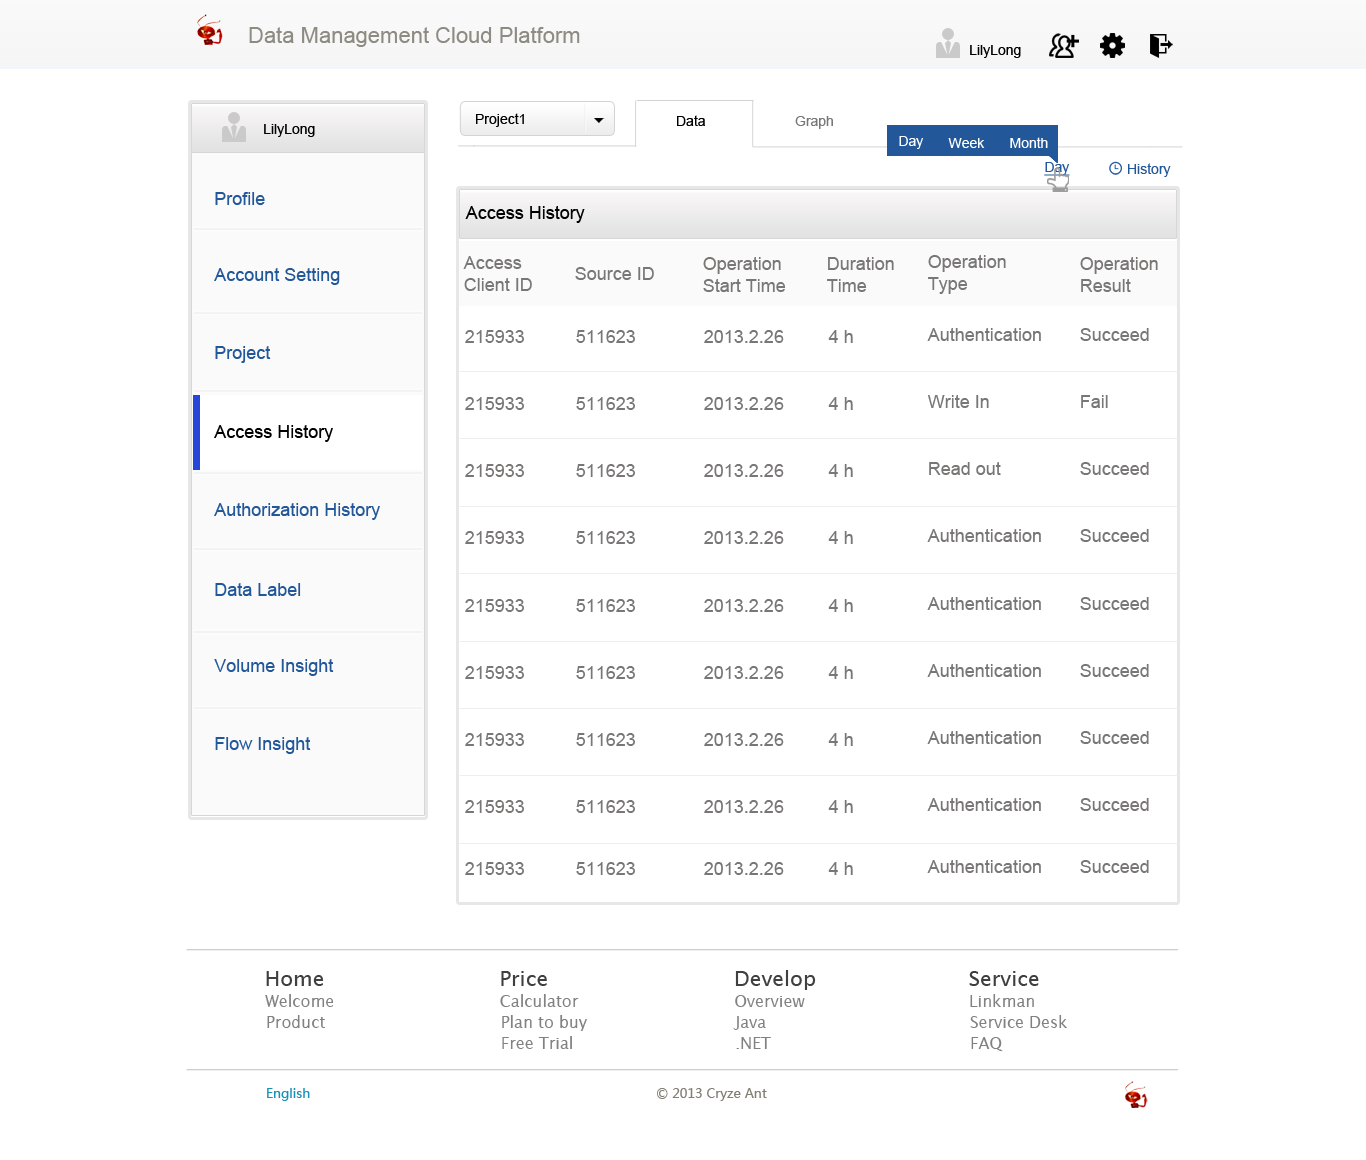 Data Management Cloud Platform
LilyLong
LilyLong
Profile
Account Setting
Project
Access History
Authorization History
Data Label
Volume Insight
Flow Insight
Project1
Data
Graph
Day Week Month
Day
History
Access History
Access Client ID Source ID Operation Start Time Duration Time Operation Type Operation Result
215933 511623 2013.2.26 4 h Authentication Succeed
215933 511623 2013.2.26 4 h Write In Fail
215933 511623 2013.2.26 4 h Read out Succeed
215933 511623 2013.2.26 4 h Authentication Succeed
215933 511623 2013.2.26 4 h Authentication Succeed
215933 511623 2013.2.26 4 h Authentication Succeed
215933 511623 2013.2.26 4 h Authentication Succeed
215933 511623 2013.2.26 4 h Authentication Succeed
215933 511623 2013.2.26 4 h Authentication Succeed
Home
Welcome
Product
Price
Calculator
Plan to buy
Free Trial
Develop
Overview
Java
.NET
Service
Linkman
Service Desk
FAQ
English
© 2013 Cryze Ant